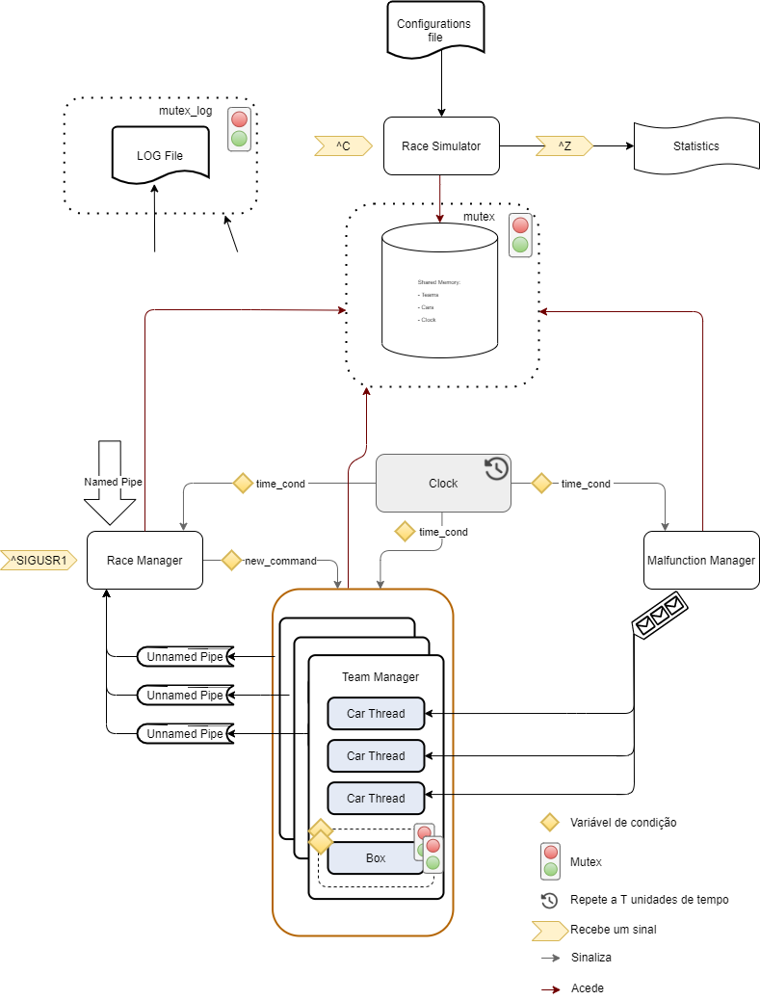 Configurations
file
mutex_log
LOG File
^C
Race Simulator
^Z
Statistics
mutex
Shared Memory:
- Teams
- Cars
- Clock
Named Pipe
time_cond
Clock
time_cond
time_cond
^SIGUSR1
Race Manager
new_command
Malfunction Manager
Unnamed Pipe
Unnamed Pipe
Unnamed Pipe
Team Manager
Car Thread
Car Thread
Car Thread
Box
Variável de condição
Mutex
Repete a T unidades de tempo
Recebe um sinal
Sinaliza
Acede